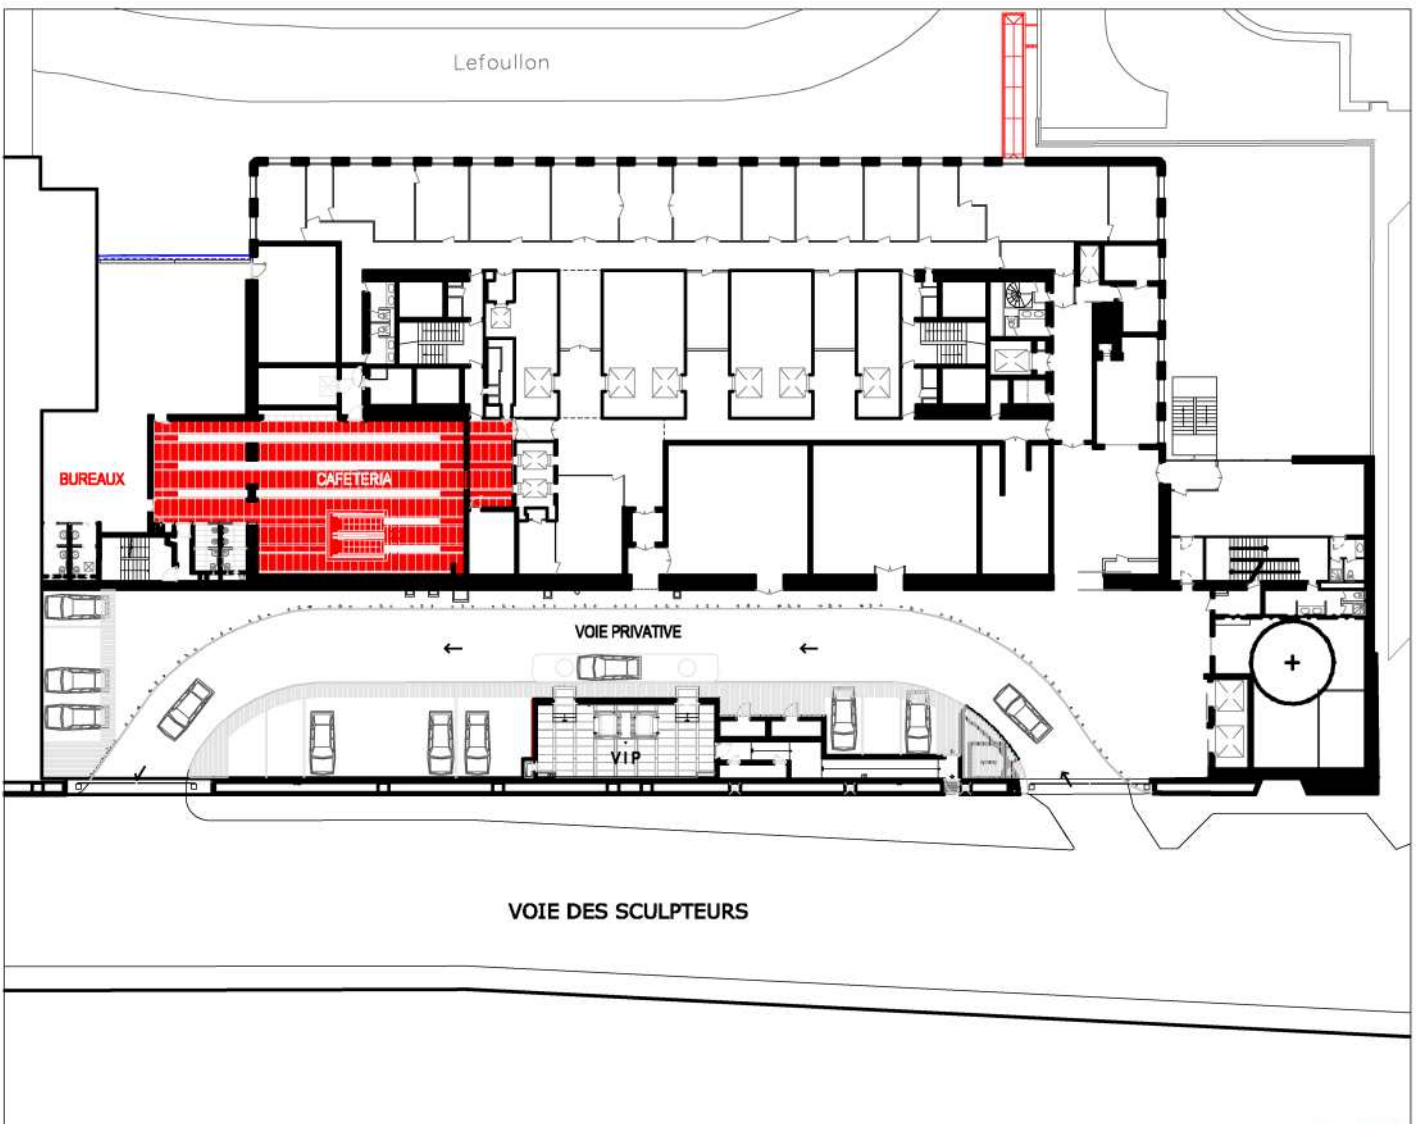 Lefoullon
BUREAUX
CAFETERIA
VOIE PRIVATIVE
VIP
VOIE DES SCULPTEURS